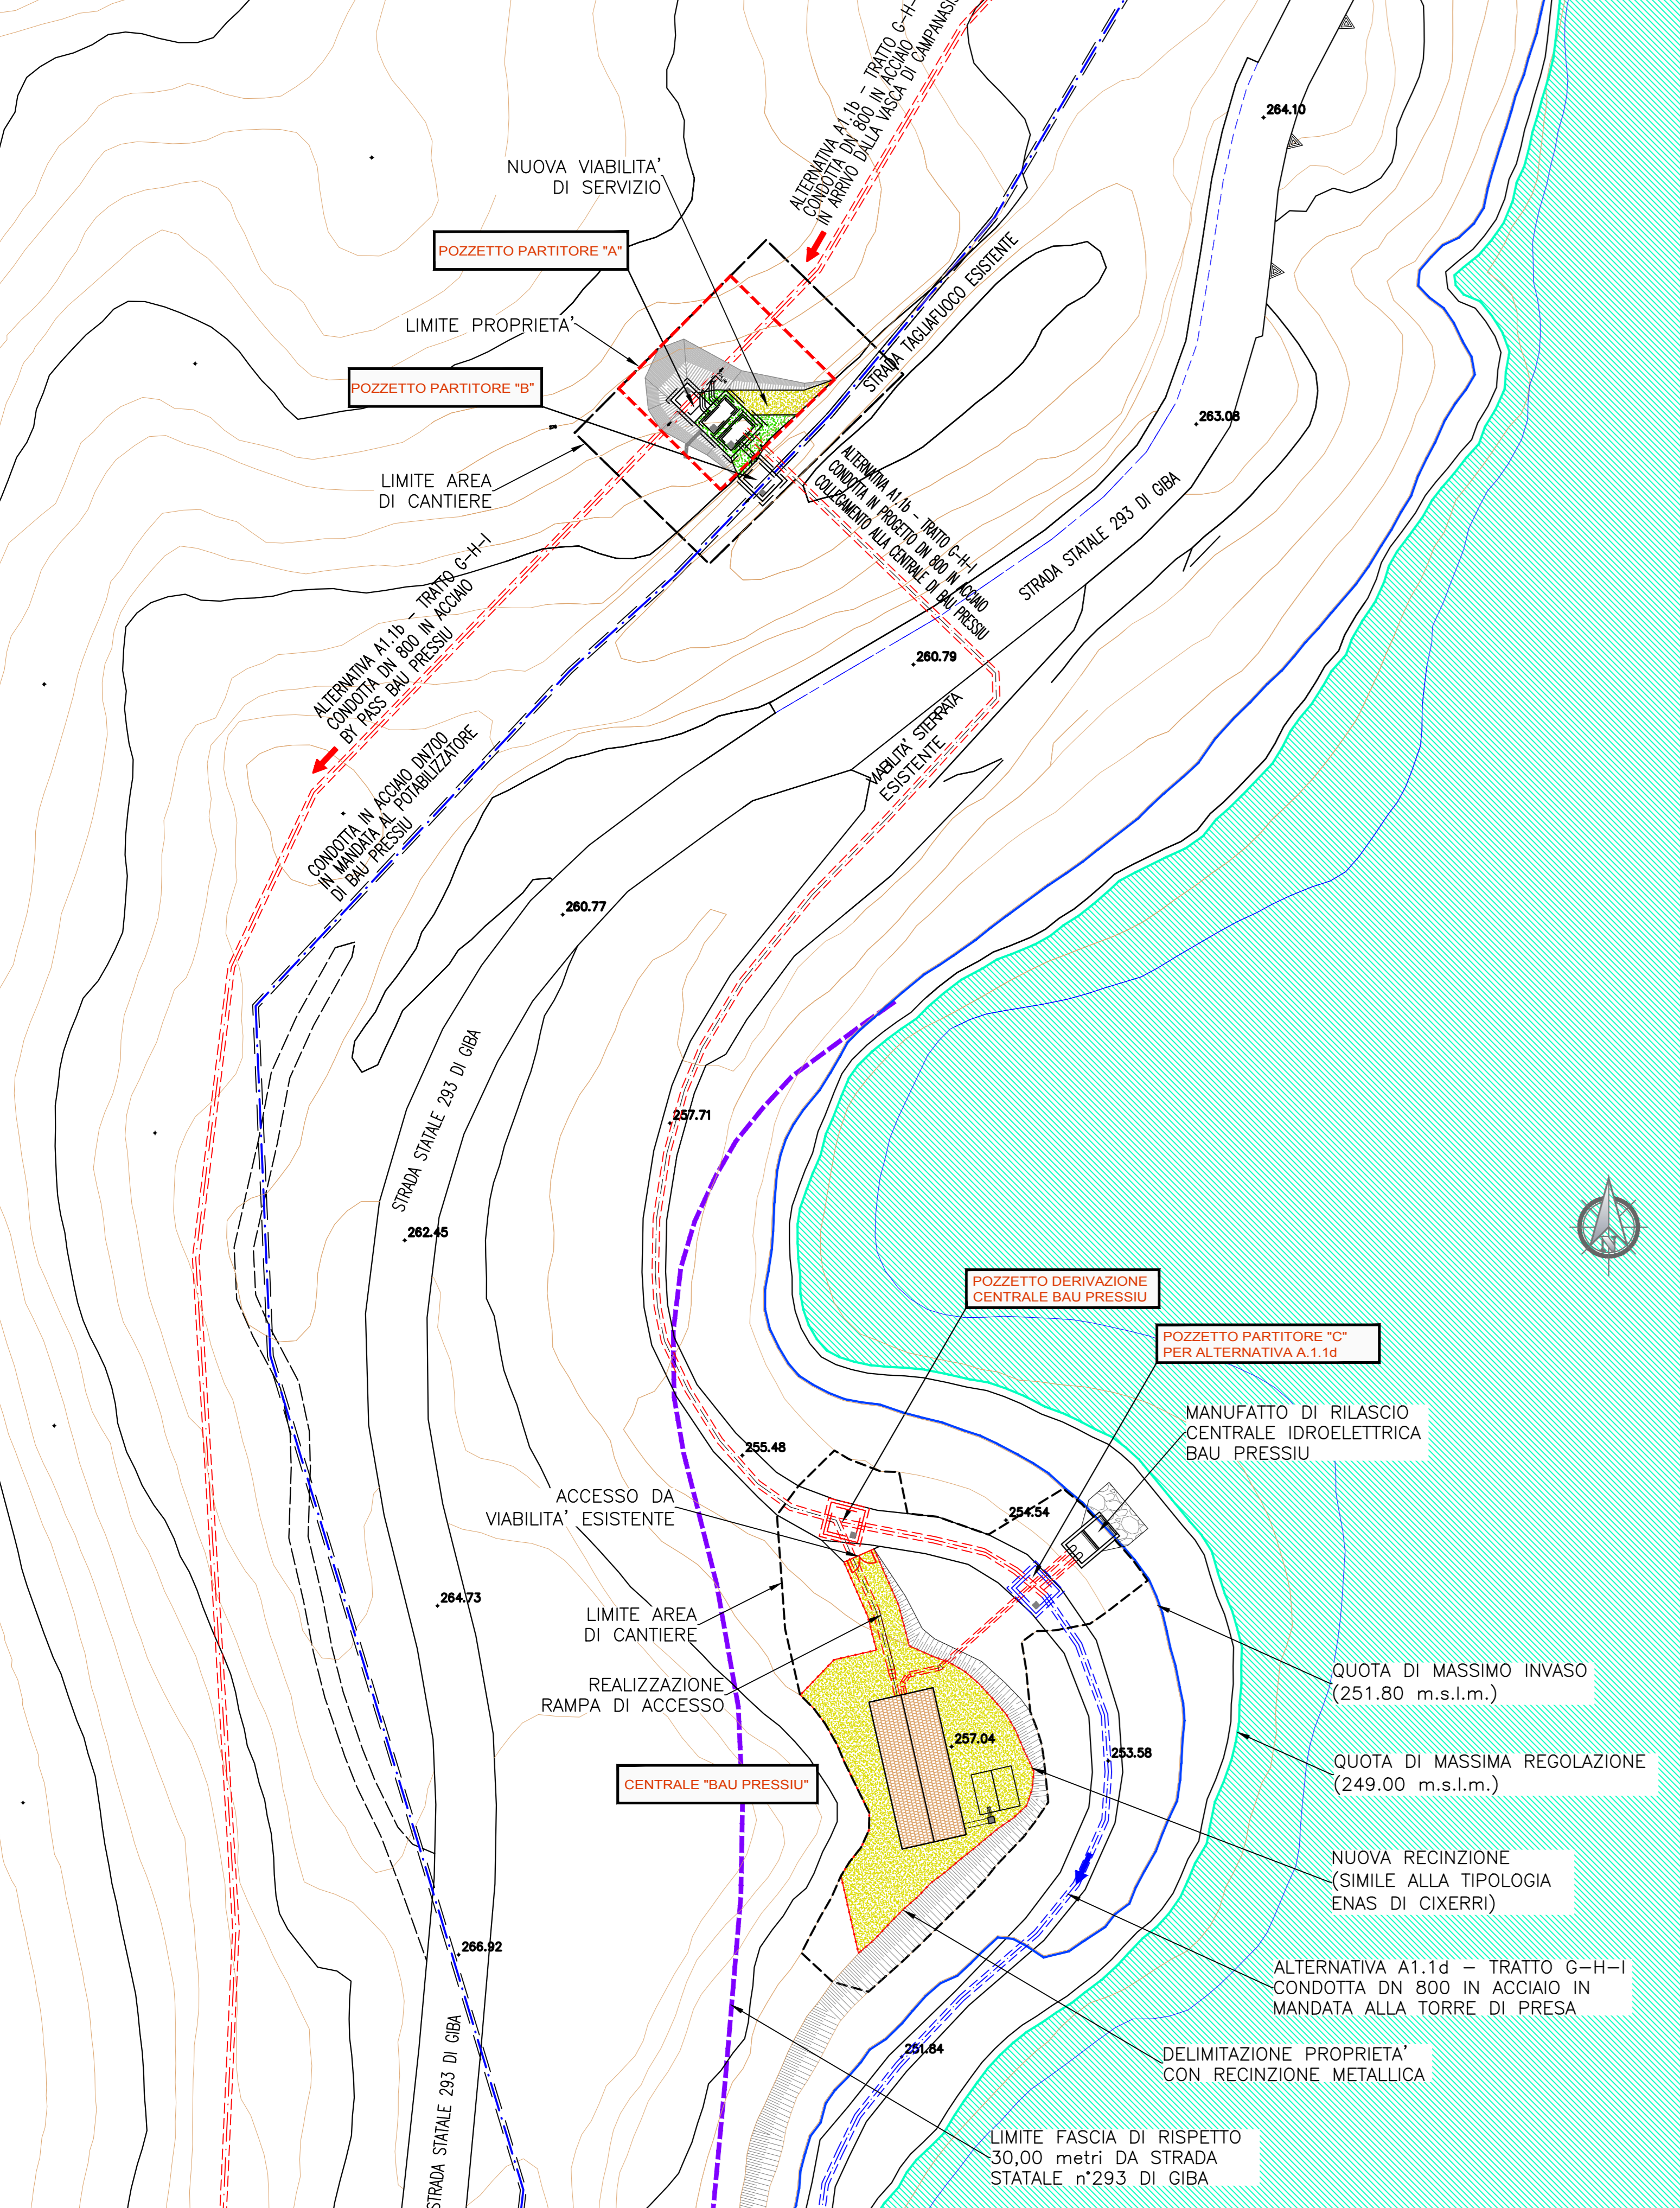 ALTERNATIVA A1.1b - TRATTO G-H-
CONDOTTA DN 800 IN ACCIAIO
IN ARRIVO DALLA VASCA DI CAMPANASIS
264.10
NUOVA VIABILITA'
DI SERVIZIO
POZZETTO PARTITORE "A"
STRADA TAGLIAFUOCO ESISTENTE
LIMITE PROPRIETA'
POZZETTO PARTITORE "B"
263.08
LIMITE AREA
DI CANTIERE
ALTERNATIVA A1.1b - TRATTO G-H-I
CONDOTTA IN PROGETTO DN 800 IN ACCIAIO
COLLEGAMENTO ALLA CENTRALE DI BAU PRESSIU
STRADA STATALE 293 DI GIBA
ALTERNATIVA A1.1b - TRATTO G-H-I
CONDOTTA DN 800 IN ACCIAIO
BY PASS BAU PRESSIU
260.79
VIABILITA' STERRATA
ESISTENTE
CONDOTTA IN ACCIAIO DN700
IN MANDATA AL POTABILIZZATORE
DI BAU PRESSIU
260.77
STRADA STATALE 293 DI GIBA
257.71
262.45
N
POZZETTO DERIVAZIONE
CENTRALE BAU PRESSIU
POZZETTO PARTITORE "C"
PER ALTERNATIVA A.1.1d
MANUFATTO DI RILASCIO
CENTRALE IDROELETTRICA
BAU PRESSIU
255.48
ACCESSO DA
VIABILITA' ESISTENTE
254.54
264.73
LIMITE AREA
DI CANTIERE
REALIZZAZIONE
RAMPA DI ACCESSO
QUOTA DI MASSIMO INVASO
(251.80 m.s.l.m.)
257.04
253.58
QUOTA DI MASSIMA REGOLAZIONE
(249.00 m.s.l.m.)
CENTRALE "BAU PRESSIU"
NUOVA RECINZIONE
(SIMILE ALLA TIPOLOGIA
ENAS DI CIXERRI)
266.92
ALTERNATIVA A1.1d - TRATTO G-H-I
CONDOTTA DN 800 IN ACCIAIO IN
MANDATA ALLA TORRE DI PRESA
STRADA STATALE 293 DI GIBA
251.84
DELIMITAZIONE PROPRIETA'
CON RECINZIONE METALLICA
LIMITE FASCIA DI RISPETTO
30,00 metri DA STRADA
STATALE n°293 DI GIBA